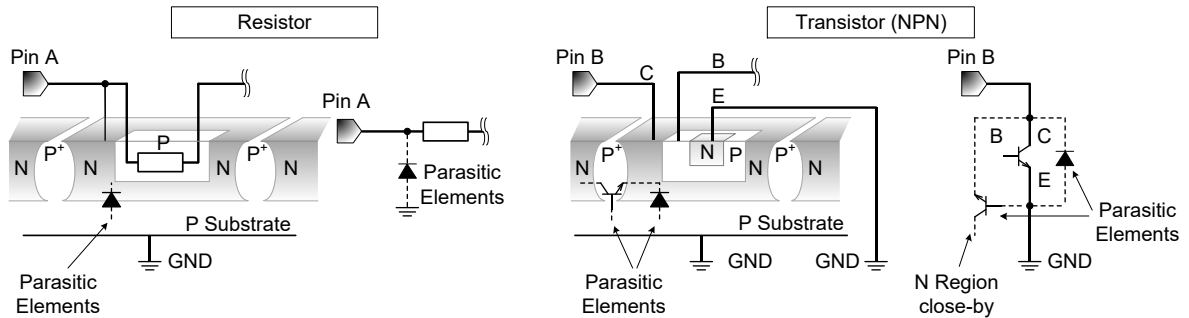 Resistor
Transistor (NPN)
Pin A
Pin A
N
P+
N
P
N
P+
N
Parasitic
Elements
P Substrate
GND
Parasitic
Elements
Pin B
C
B
E
N
P+
N
N
P
N
P+
N
P Substrate
GND
GND
Parasitic
Elements
Pin B
B
C
E
Parasitic
Elements
GND
N Region
close-by